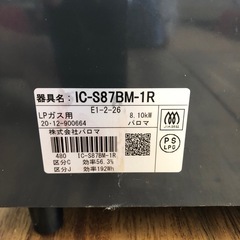 器具名: IC-S87BM-1R
E1-2-26
LPガス用 8.10kW
20-12-900664 パロマ
株式会社パロマ
480 IC-S87BM-1R
区分C 効率56.3%
区分J 効率192Wh
JIA
PS
LPG